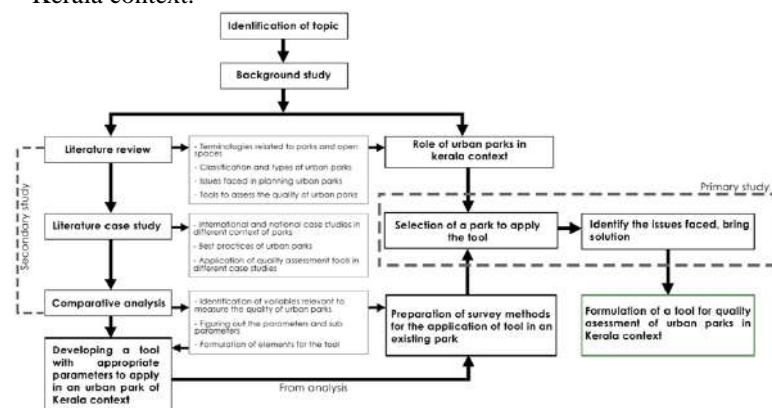 Kerala context.
Identification of topic
Background study
Literature review
- Terminologies related to parks and open
spaces
- Classification and types of urban parks
- Issues faced in planning urban parks
- Tools to assess the quality of urban parks
Role of urban parks in
kerala context
Primary study
Secondary study
Literature case study
- International and national case studies in
different context of parks
- Best practices of urban parks
- Application of quality assessment tools in
different case studies
Selection of a park to apply
the tool
Identify the issues faced, bring
solution
Comparative analysis
- Identification of variables relevant to
measure the quality of urban parks
- Figuring out the parameters and sub
parameters
- Formulation of elements for the tool
Preparation of survey methods
for the application of tool in an
existing park
Formulation of a tool for quality
asessment of urban parks in
Kerala context
Developing a tool
with appropriate
parameters to apply
in an urban park of
Kerala context
From analysis